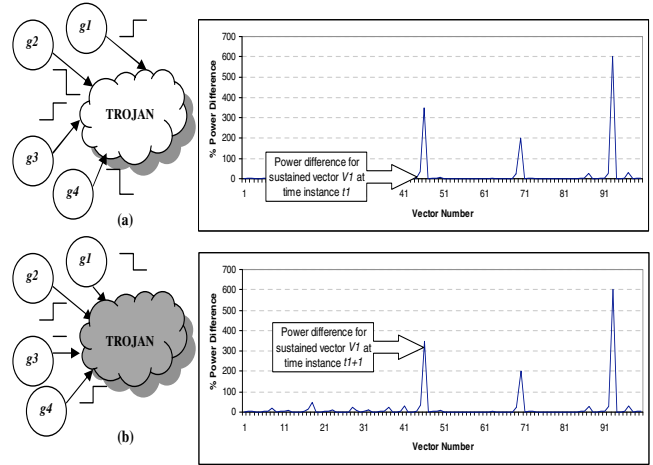 g1
g2
TROJAN
g3
g4
(a)
% Power Difference
700
600
500
400
300
200
100
0
Power difference for
sustained vector V1 at
time instance t1
1 41 51 61 71 81 91
Vector Number
g1
g2
TROJAN
g3
g4
(b)
% Power Difference
700
600
500
400
300
200
100
0
Power difference for
sustained vector V1 at
time instance t1+1
1 11 21 31 41 51 61 71 81 91
Vector Number